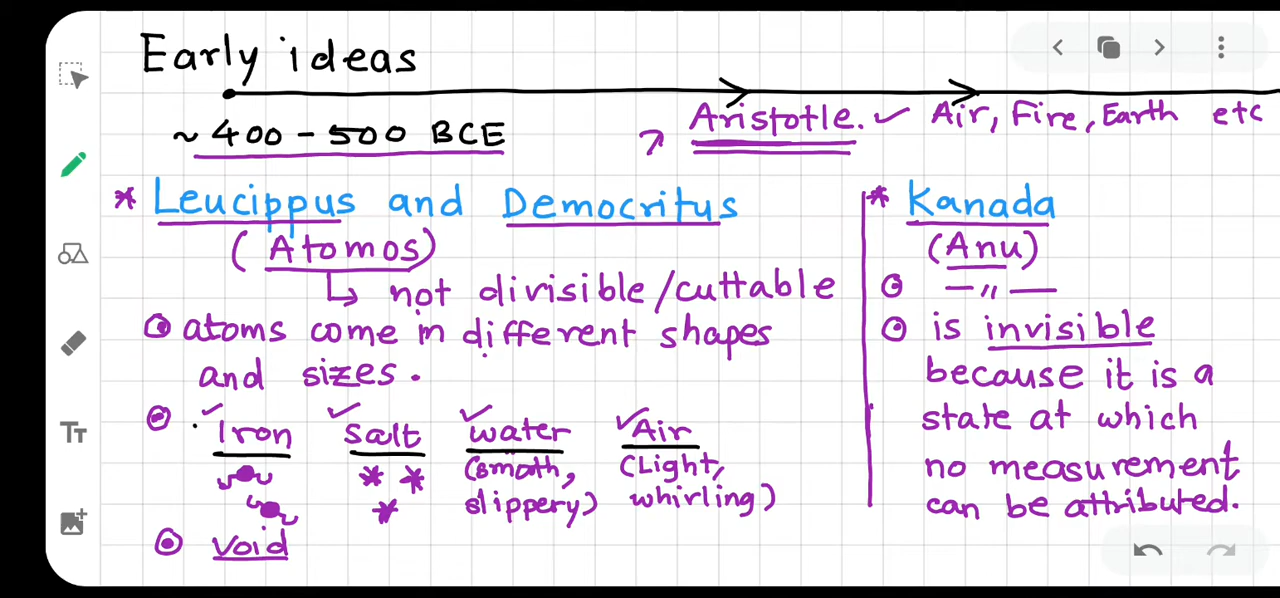 Early ideas
~ 400 - 500 BCE
Aristotle. ✓ Air, Fire, Earth etc
* Leucippus and Democritus
(Atomos)
↳ not divisible/cuttable
⊙ atoms come in different shapes
and sizes.
⊙ ✓Iron ✓Salt ✓water ✓Air
(smoth, slippery)
(Light, whirling)
⊙ Void
* Kanada
(Anu)
⊙ —〃—
⊙ is invisible
because it is a
state at which
no measurement
can be attributed.
TT